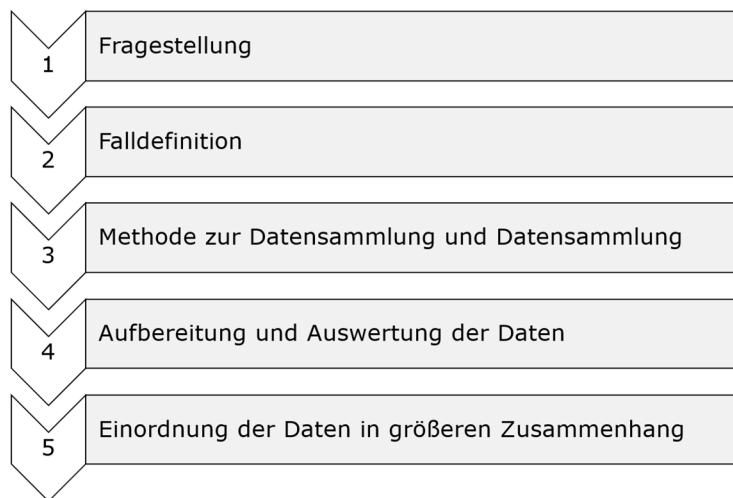 1
Fragestellung
2
Falldefinition
3
Methode zur Datensammlung und Datensammlung
4
Aufbereitung und Auswertung der Daten
5
Einordnung der Daten in größeren Zusammenhang